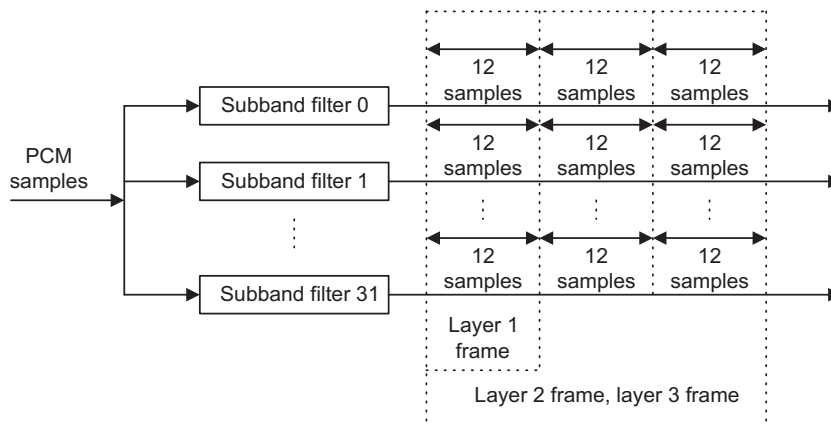 12 12 12
samples samples samples
Subband filter 0
12 12 12
samples samples samples
PCM
samples
Subband filter 1
12 12 12
samples samples samples
Subband filter 31
Layer 1
frame
Layer 2 frame, layer 3 frame